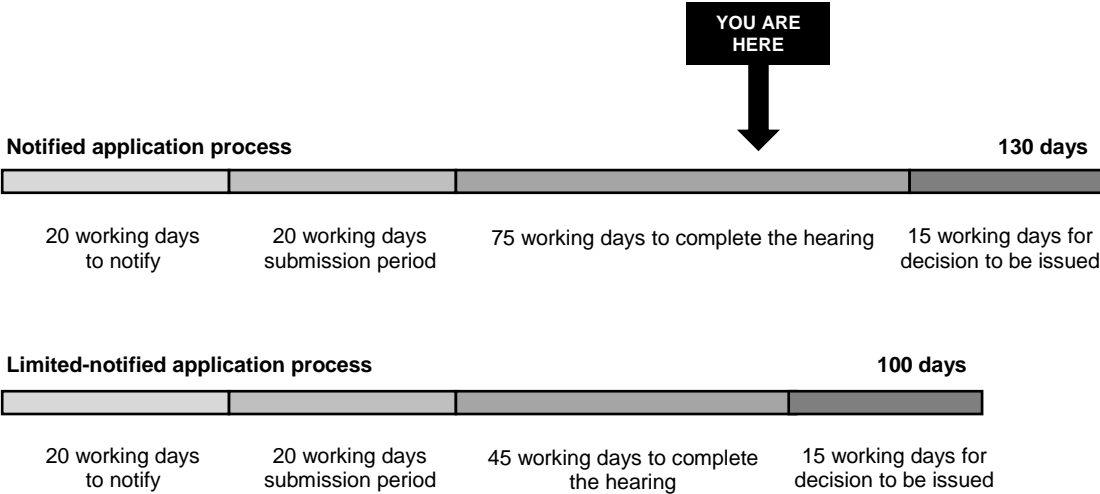 YOU ARE
HERE
Notified application process
130 days
20 working days
to notify
20 working days
submission period
75 working days to complete the hearing
15 working days for
decision to be issued
Limited-notified application process
100 days
20 working days
to notify
20 working days
submission period
45 working days to complete
the hearing
15 working days for
decision to be issued